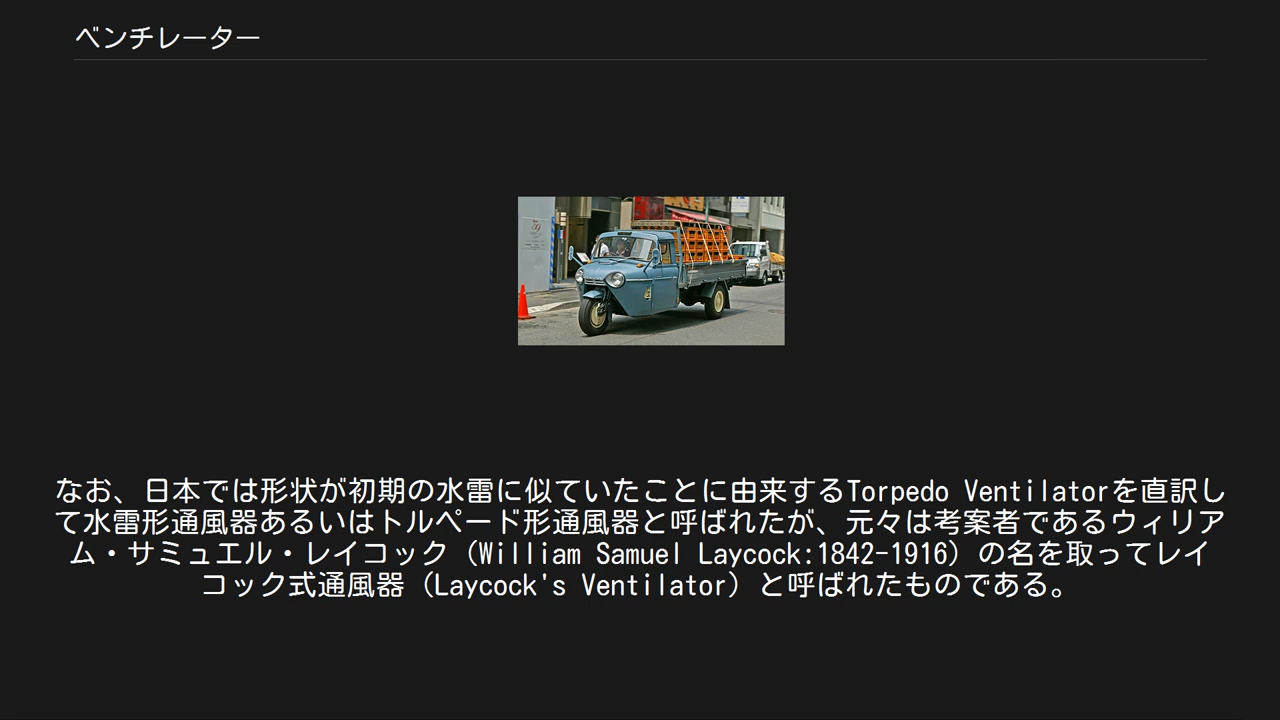 ベンチレーター
なお、日本では形状が初期の水雷に似ていたことに由来するTorpedo Ventilatorを直訳し
て水雷形通風器あるいはトルペード形通風器と呼ばれたが、元々は考案者であるウィリア
ム・サミュエル・レイコック（William Samuel Laycock:1842-1916）の名を取ってレイ
コック式通風器（Laycock's Ventilator）と呼ばれたものである。